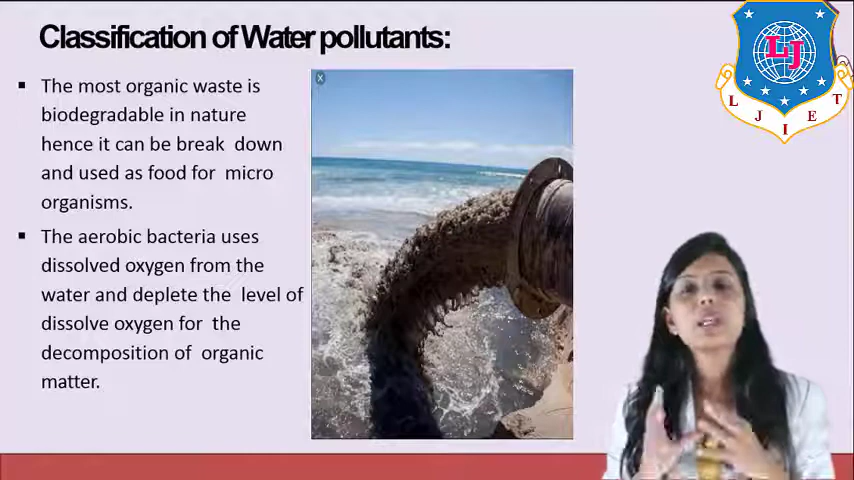 Classification of Water pollutants:
▪ The most organic waste is
biodegradable in nature
hence it can be break down
and used as food for micro
organisms.
▪ The aerobic bacteria uses
dissolved oxygen from the
water and deplete the level of
dissolve oxygen for the
decomposition of organic
matter.
X
LJ
L J I E T